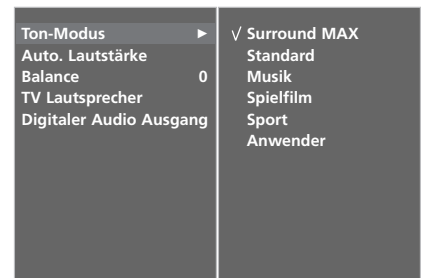 Ton-Modus ►
Auto. Lautstärke
Balance 0
TV Lautsprecher
Digitaler Audio Ausgang
√ Surround MAX
Standard
Musik
Spielfilm
Sport
Anwender